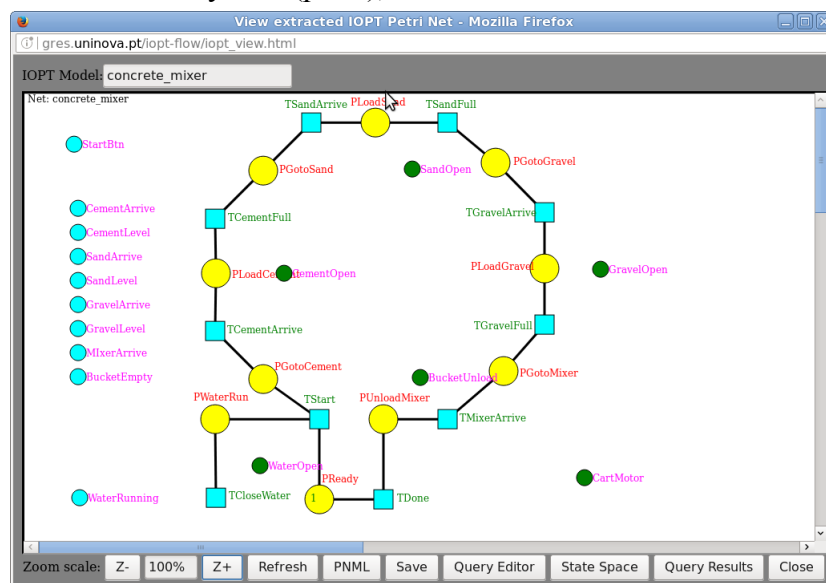 View extracted IOPT Petri Net - Mozilla Firefox
gres.uninova.pt/iopt-flow/iopt_view.html
IOPT Model: concrete_mixer
Net: concrete_mixer
TSandArrive
TSandFull
StartBtn
PGotoSand
SandOpen
PGotoGravel
CementArrive
TCementFull
TGravelArrive
CementLevel
SandArrive
PLoadGravel
GravelOpen
CementOpen
SandLevel
GravelArrive
GravelLevel
TCementArrive
TGravelFull
MIxerArrive
PGotoCement
BucketEmpty
BucketUnload
PGotoMixer
PWaterRun
TStart
PUnloadMixer
TMixerArrive
WaterOpen
PReady
CartMotor
WaterRunning
TCloseWater
1
TDone
Zoom scale: Z- 100% Z+ Refresh PNML Save Query Editor State Space Query Results Close